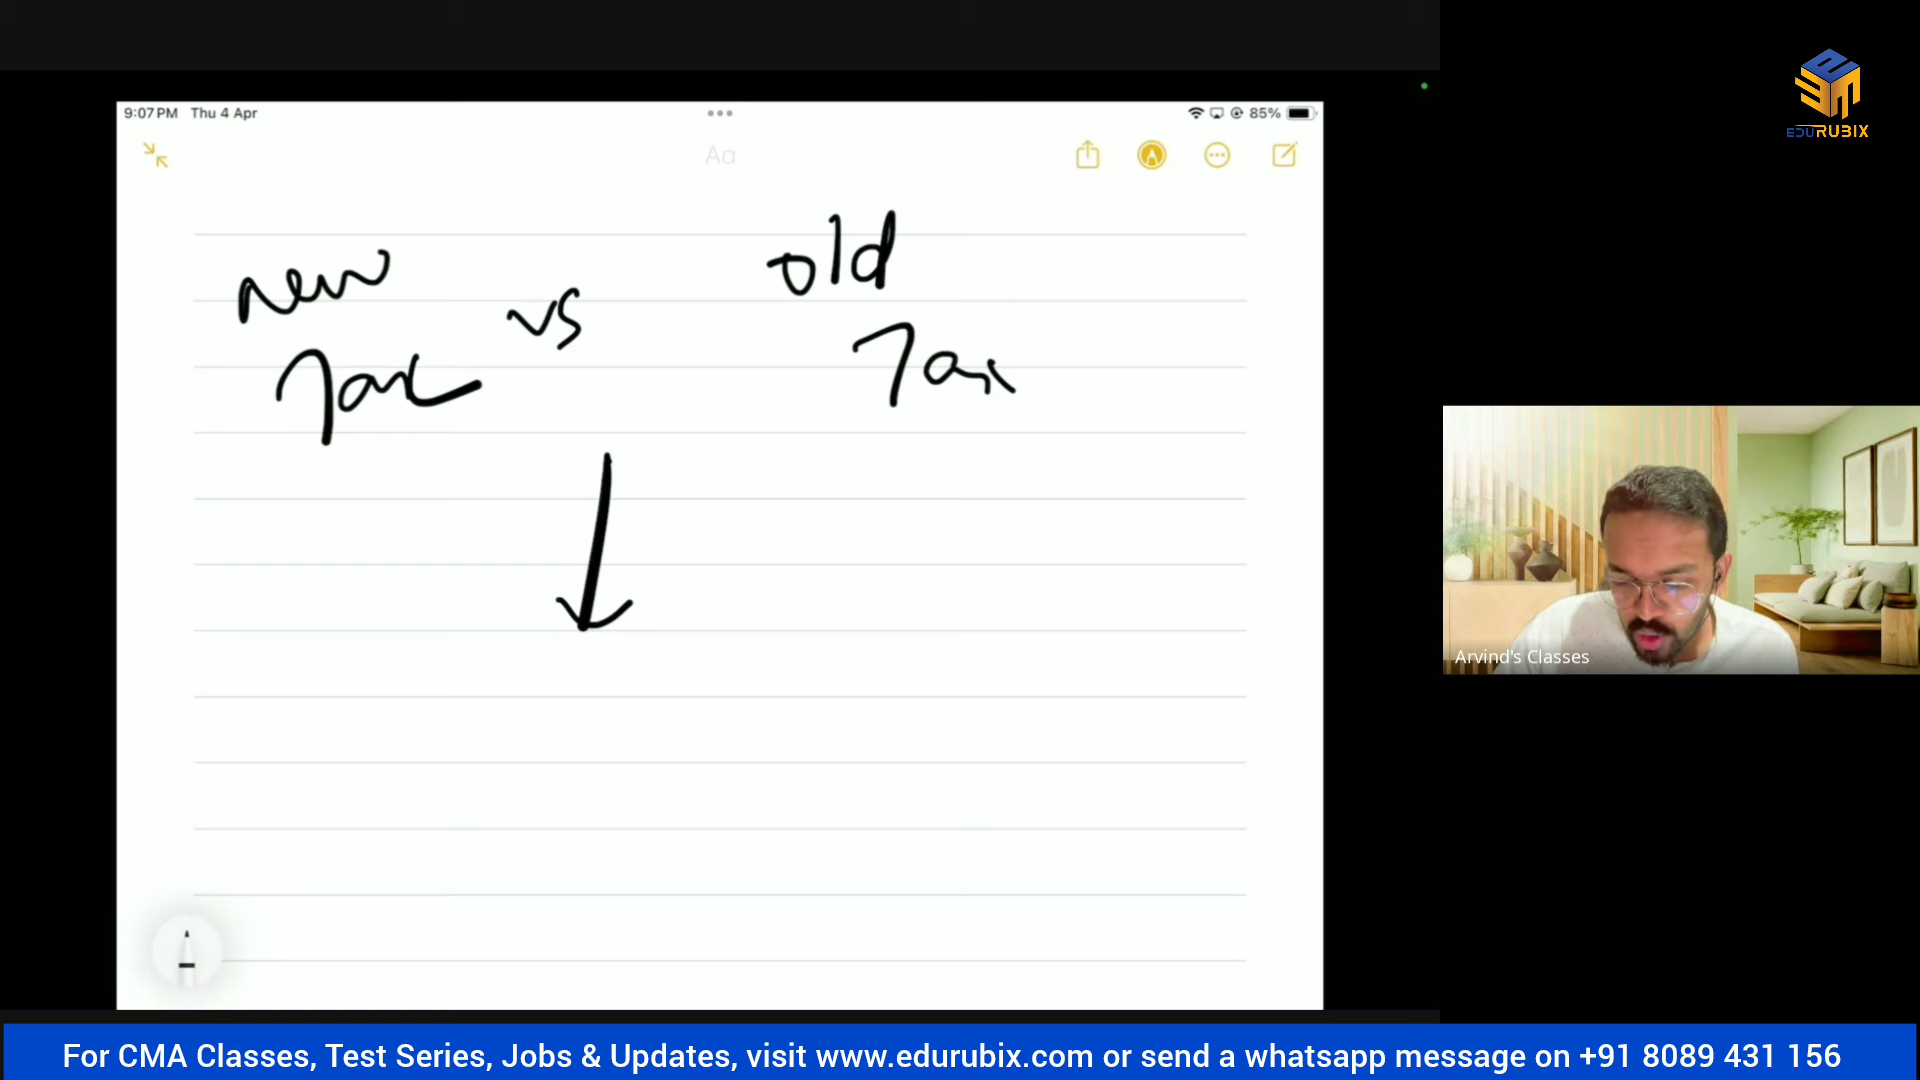 9:07 PM Thu 4 Apr
85%
Aa
EDURUBIX
new
Tax
vs
old
Tax
Arvind's Classes
For CMA Classes, Test Series, Jobs & Updates, visit www.edurubix.com or send a whatsapp message on +91 8089 431 156